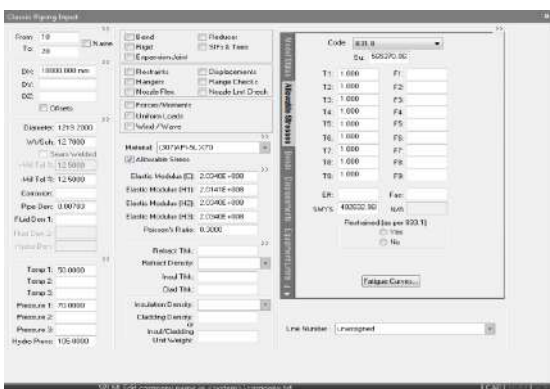 Classic Piping Input
From: 10
To: 20
Name
DX: 10000.000 mm
DY:
DZ:
Offsets
Diameter: 1219.2000
Wt/Sch: 12.7000
Seam Welded
12.5000
-Mill Tol %: 12.5000
Corrosion:
Pipe Den: 0.00783
Fluid Den 1:
Temp 1: 50.0000
Temp 2:
Temp 3:
Pressure 1: 70.0000
Pressure 2:
Pressure 3:
Hydro Press: 105.0000
Bend
Rigid
Expansion Joint
Reducer
SIFs & Tees
Restraints
Hangers
Nozzle Flex
Displacements
Flange Checks
Nozzle Lmt Check
Forces/Moments
Uniform Loads
Wind / Wave
Material: (307)API-5L X70
Allowable Stress
Elastic Modulus (C): 2.0340E+008
Elastic Modulus (H1):
Elastic Modulus (H2): 2.0340E+008
Elastic Modulus (H3): 2.0340E+008
Poisson's Ratio: 0.3000
Refract Thk:
Refract Density:
Insul Thk:
Clad Thk:
Insulation Density:
Cladding Density:
or
Insul/Cladding
Unit Weight:
Allowable Stresses
Code:
Su:
T1: 1.000 F1:
T2: 1.000 F2:
T3: 1.000 F3:
T4: 1.000 F4:
T5: 1.000 F5:
T6: 1.000 F6:
T7: 1.000 F7:
T8: 1.000 F8:
T9: 1.000 F9:
Eff: Fac:
SMYS:
Restrained (as per 833.1)
Yes
No
Fatigue Curves...
Line Number: unassigned